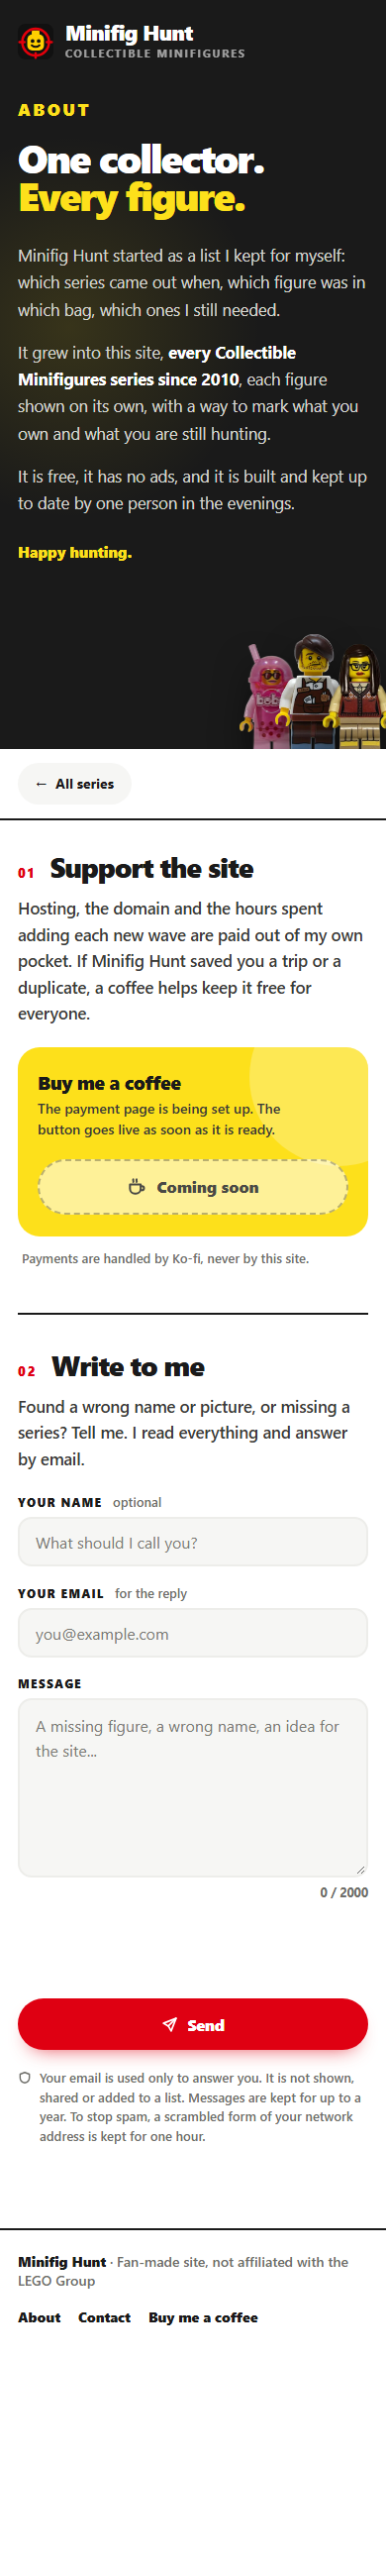 Minifig Hunt
COLLECTIBLE MINIFIGURES
ABOUT
One collector.
Every figure.
Minifig Hunt started as a list I kept for myself:
which series came out when, which figure was in
which bag, which ones I still needed.
It grew into this site, every Collectible
Minifigures series since 2010, each figure
shown on its own, with a way to mark what you
own and what you are still hunting.
It is free, it has no ads, and it is built and kept up
to date by one person in the evenings.
Happy hunting.
boba
← All series
01 Support the site
Hosting, the domain and the hours spent
adding each new wave are paid out of my own
pocket. If Minifig Hunt saved you a trip or a
duplicate, a coffee helps keep it free for
everyone.
Buy me a coffee
The payment page is being set up. The
button goes live as soon as it is ready.
Coming soon
Payments are handled by Ko-fi, never by this site.
02 Write to me
Found a wrong name or picture, or missing a
series? Tell me. I read everything and answer
by email.
YOUR NAME optional
What should I call you?
YOUR EMAIL for the reply
you@example.com
MESSAGE
A missing figure, a wrong name, an idea for
the site...
0 / 2000
Send
Your email is used only to answer you. It is not shown,
shared or added to a list. Messages are kept for up to a
year. To stop spam, a scrambled form of your network
address is kept for one hour.
Minifig Hunt · Fan-made site, not affiliated with the
LEGO Group
About Contact Buy me a coffee